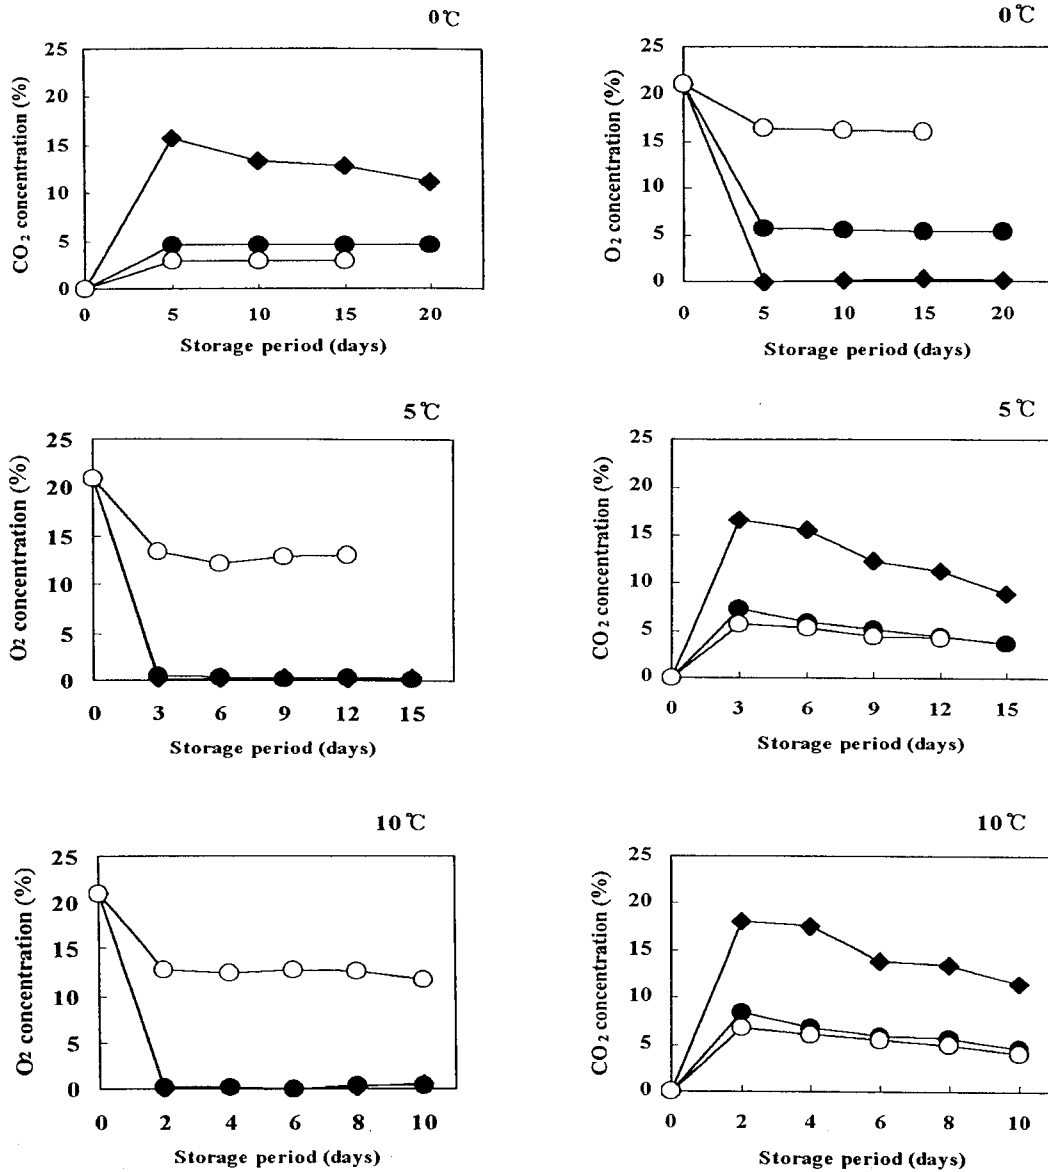 0℃
CO2 concentration (%)
25
20
15
10
5
0
0 5 10 15 20
Storage period (days)
0℃
O2 concentration (%)
25
20
15
10
5
0
0 5 10 15 20
Storage period (days)
5℃
O2 concentration (%)
25
20
15
10
5
0
0 3 6 9 12 15
Storage period (days)
5℃
CO2 concentration (%)
25
20
15
10
5
0
0 3 6 9 12 15
Storage period (days)
10℃
O2 concentration (%)
25
20
15
10
5
0
0 2 4 6 8 10
Storage period (days)
10℃
CO2 concentration (%)
25
20
15
10
5
0
0 2 4 6 8 10
Storage period (days)